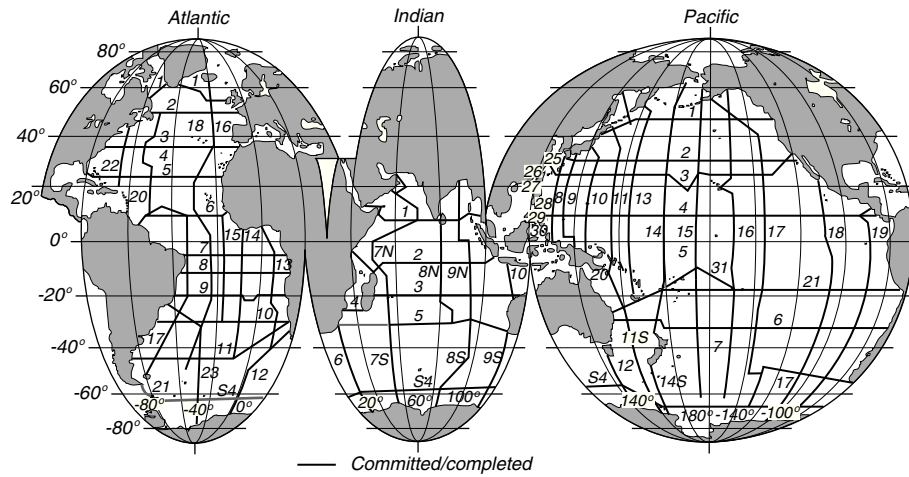 Atlantic Indian Pacific
80°
60° 1 1
2 1
18 16
40° 3 2
4 25
22 5 26 3
27
20° 20 6 1 28 8 9 10 11 13 4
29
15 14 8 30
0° 7 7N 2 14 15 16 17 18 19
8 13 8N 9N 10 5 31
9 3 20 21
-20° 4
10 5 6
17 11S
-40° 11 6 7S 8S 9S 12 7
23 12 S4 14S 17
-60° 21 S4 S4
-80° -40° 0° 20° 60° 100° 140° 180° -140° -100°
-80°
Committed/completed